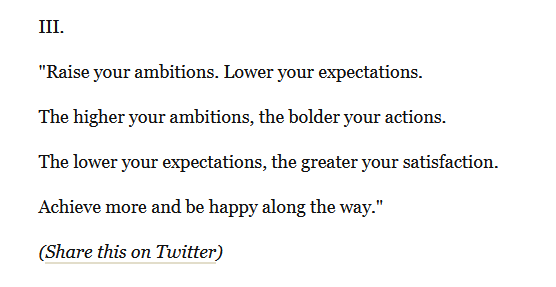 III.
"Raise your ambitions. Lower your expectations.
The higher your ambitions, the bolder your actions.
The lower your expectations, the greater your satisfaction.
Achieve more and be happy along the way."
(Share this on Twitter)